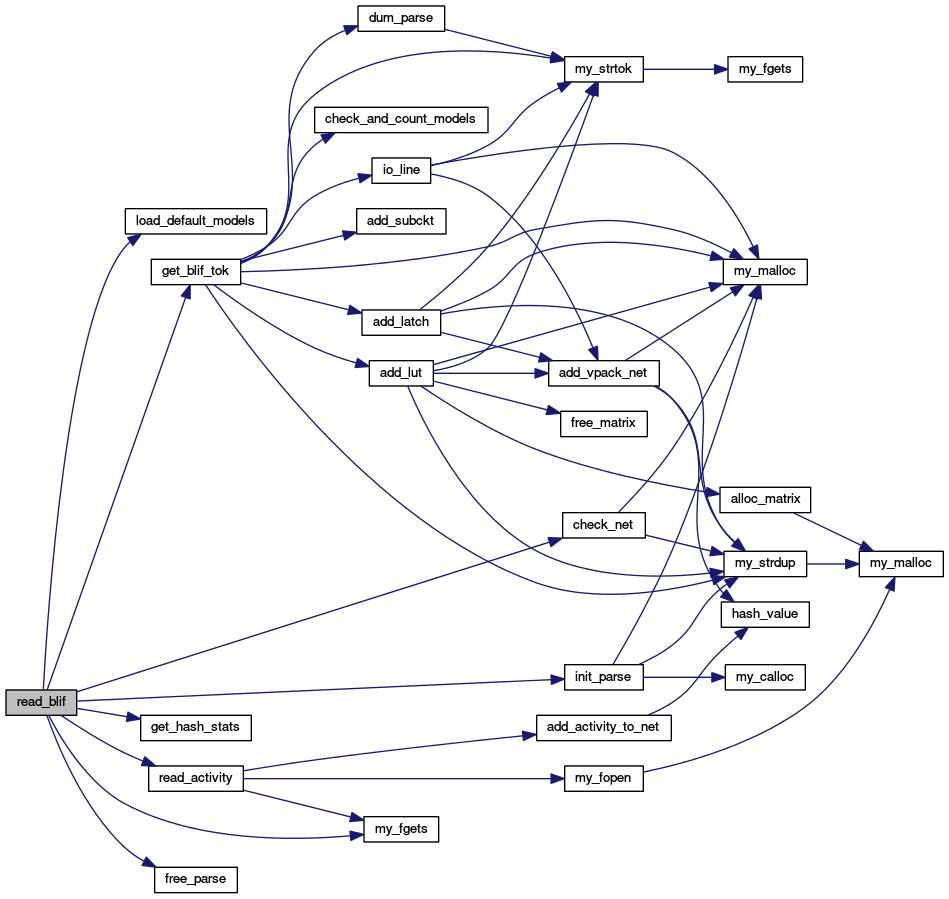 dum_parse
my_strtok
my_fgets
check_and_count_models
io_line
load_default_models
add_subckt
get_blif_tok
my_malloc
add_latch
add_lut
add_vpack_net
free_matrix
alloc_matrix
check_net
my_strdup
my_malloc
hash_value
init_parse
my_calloc
read_blif
get_hash_stats
add_activity_to_net
read_activity
my_fopen
my_fgets
free_parse